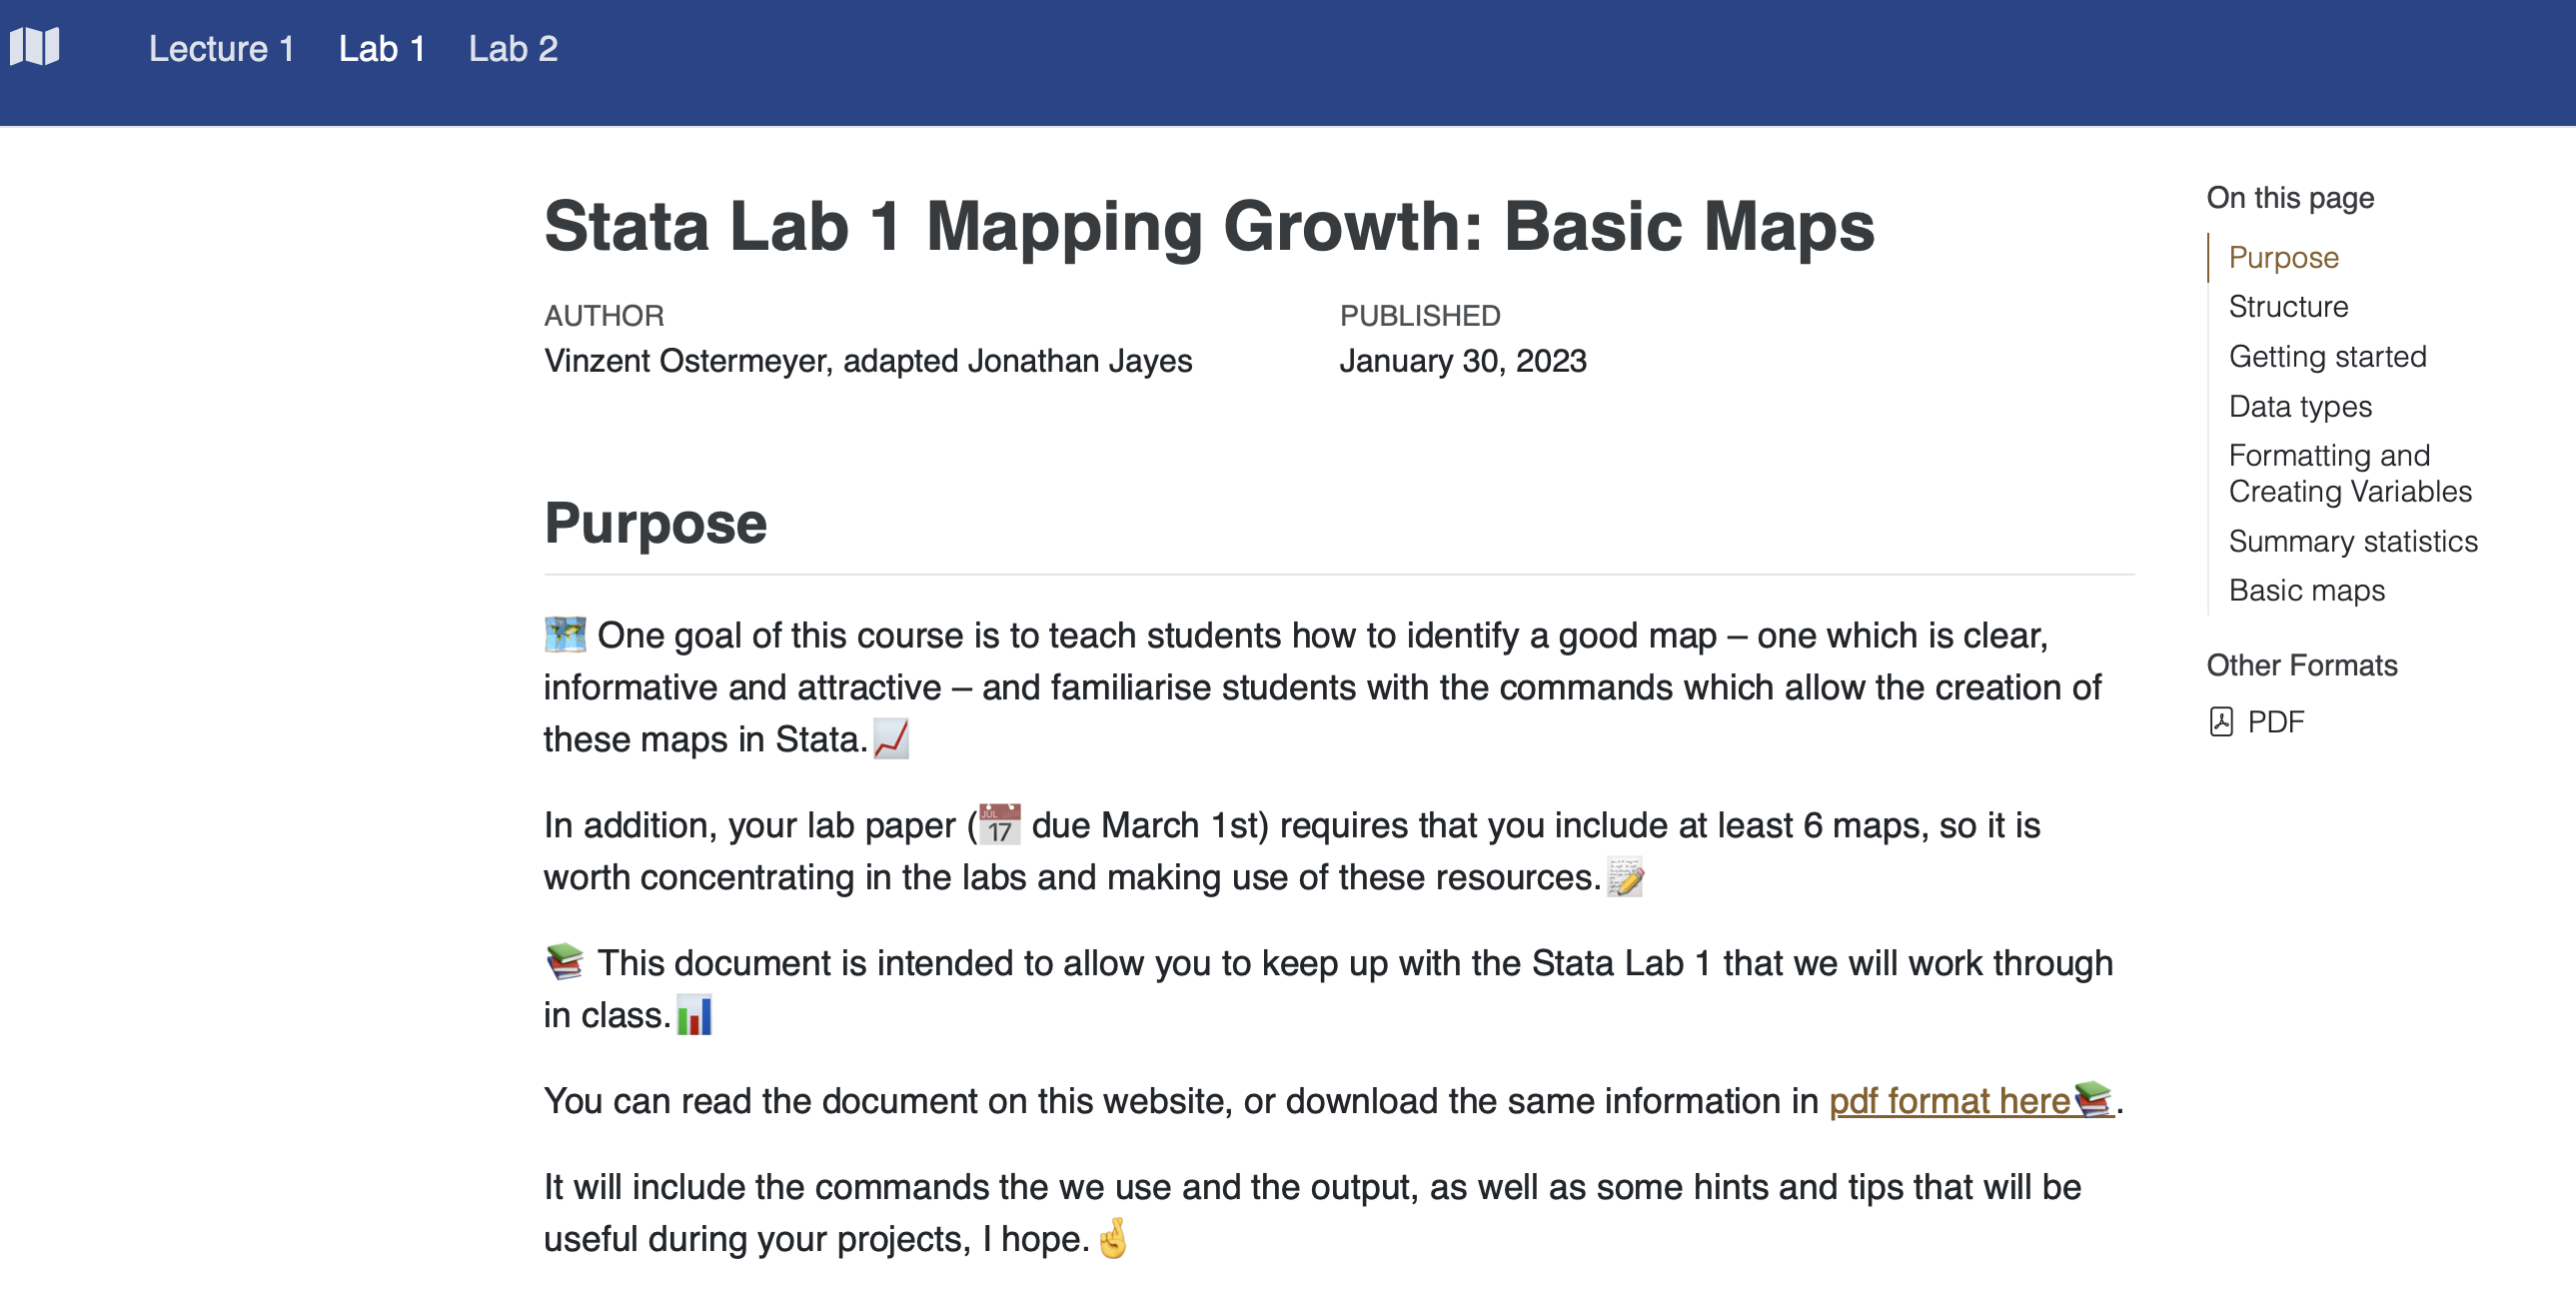 Lecture 1 Lab 1 Lab 2
Stata Lab 1 Mapping Growth: Basic Maps
AUTHOR
Vinzent Ostermeyer, adapted Jonathan Jayes
PUBLISHED
January 30, 2023
Purpose
🗺️ One goal of this course is to teach students how to identify a good map – one which is clear,
informative and attractive – and familiarise students with the commands which allow the creation of
these maps in Stata.📈
In addition, your lab paper (📅 due March 1st) requires that you include at least 6 maps, so it is
worth concentrating in the labs and making use of these resources.📝
📚 This document is intended to allow you to keep up with the Stata Lab 1 that we will work through
in class.📊
You can read the document on this website, or download the same information in pdf format here📚.
It will include the commands the we use and the output, as well as some hints and tips that will be
useful during your projects, I hope.🤞
On this page
Purpose
Structure
Getting started
Data types
Formatting and
Creating Variables
Summary statistics
Basic maps
Other Formats
PDF